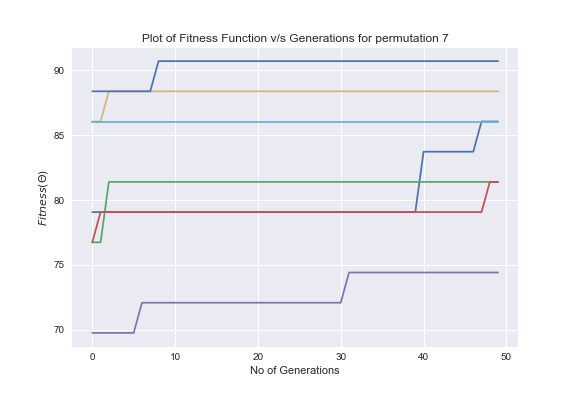 Plot of Fitness Function v/s Generations for permutation 7
90
85
80
75
70
Fitness(Θ)
0 10 20 30 40 50
No of Generations